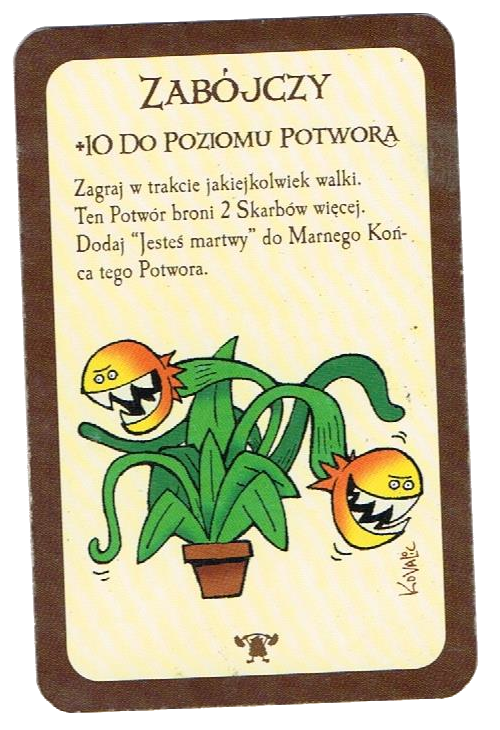 ZABÓJCZY
+10 DO POZIOMU POTWORA
Zagraj w trakcie jakiejkolwiek walki.
Ten Potwór broni 2 Skarbów więcej.
Dodaj “Jesteś martwy” do Marnego Koń-
ca tego Potwora.
KOVALIC